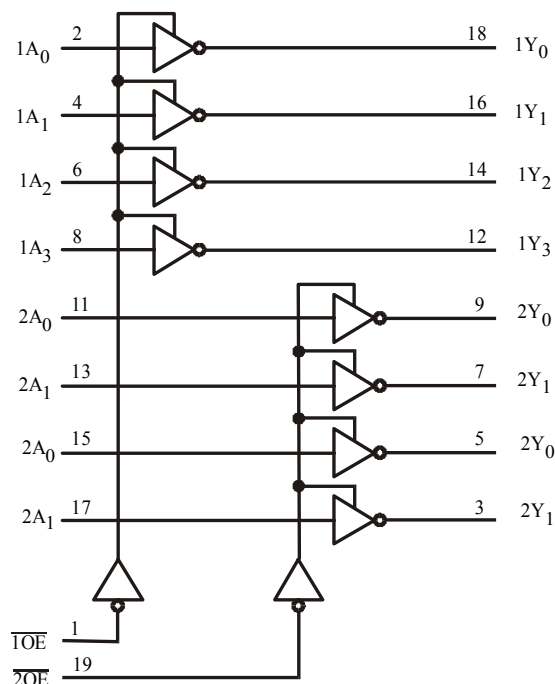 1A₀ 2 18 1Y₀
1A₁ 4 16 1Y₁
1A₂ 6 14 1Y₂
1A₃ 8 12 1Y₃
2A₀ 11 9 2Y₀
2A₁ 13 7 2Y₁
2A₀ 15 5 2Y₀
2A₁ 17 3 2Y₁
1OE 1
2OE 19